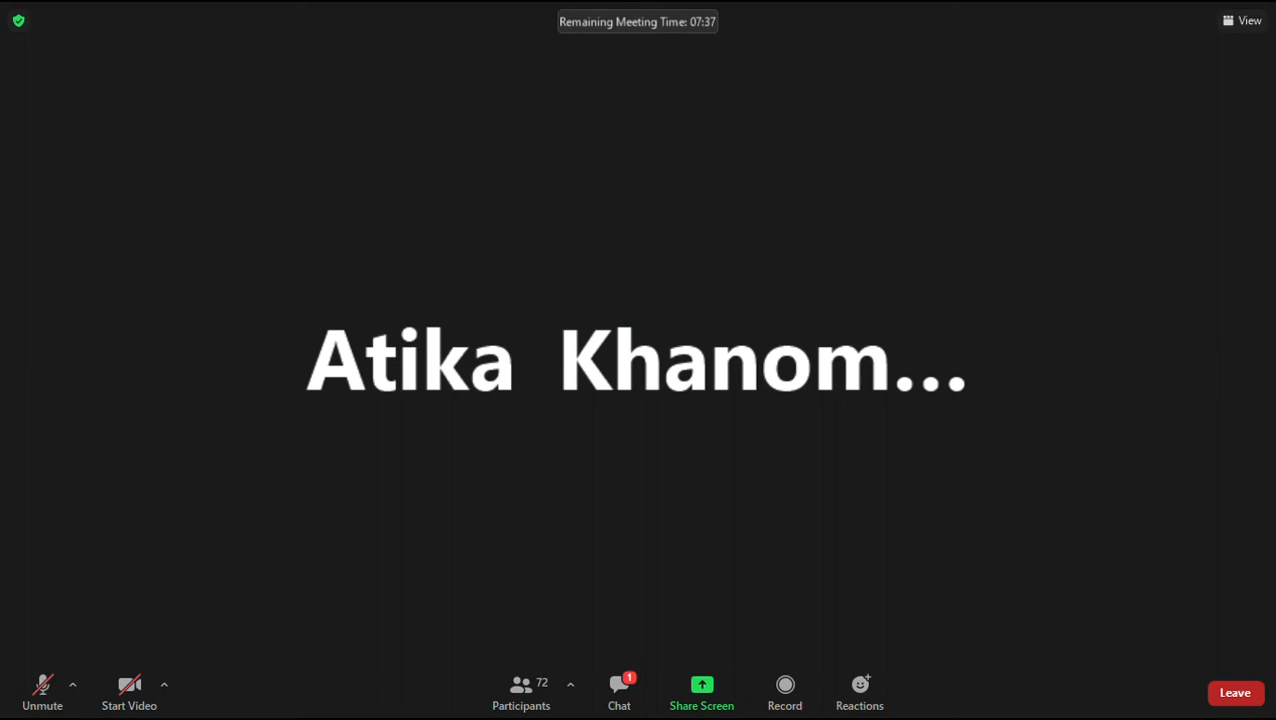 Remaining Meeting Time: 07:37
View
Atika Khanom...
72
1
Unmute
Start Video
Participants
Chat
Share Screen
Record
Reactions
Leave